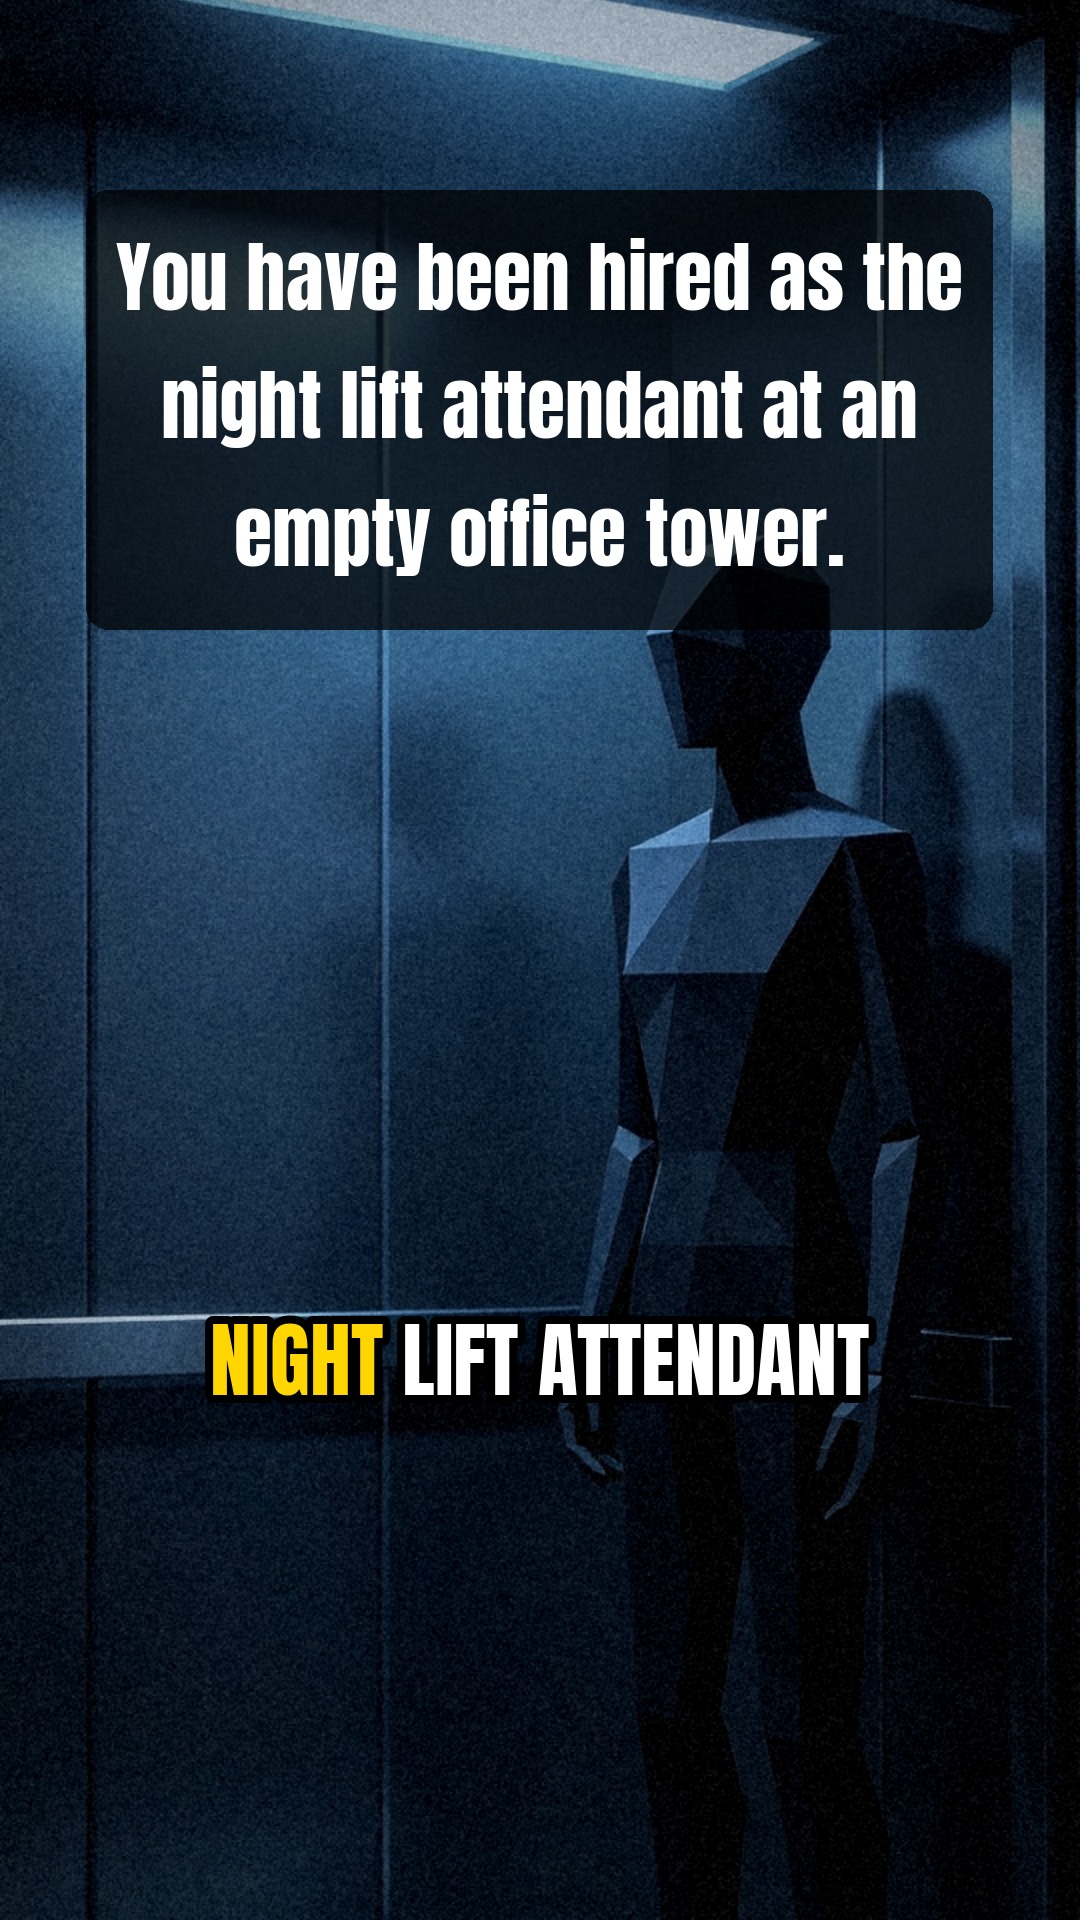 You have been hired as the
night lift attendant at an
empty office tower.
NIGHT LIFT ATTENDANT